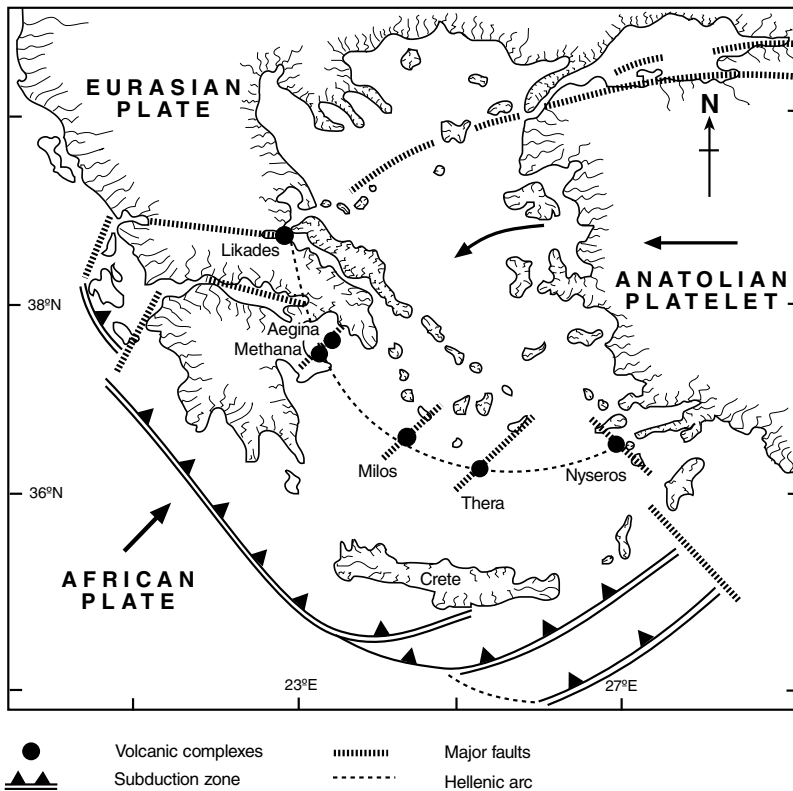 EURASIAN
PLATE
N
Likades
ANATOLIAN
PLATELET
38ºN
Aegina
Methana
Milos
Nyseros
36ºN
Thera
AFRICAN
PLATE
Crete
23ºE
27ºE
Volcanic complexes
Major faults
Subduction zone
Hellenic arc